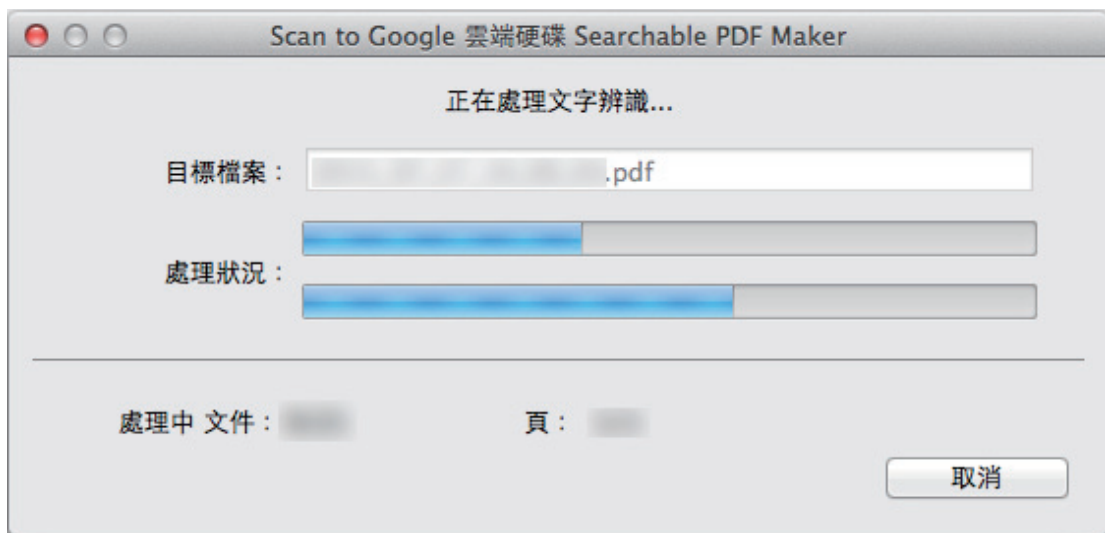 Scan to Google 雲端硬碟 Searchable PDF Maker
正在處理文字辨識...
目標檔案： .pdf
處理狀況：
處理中 文件： 頁：
取消